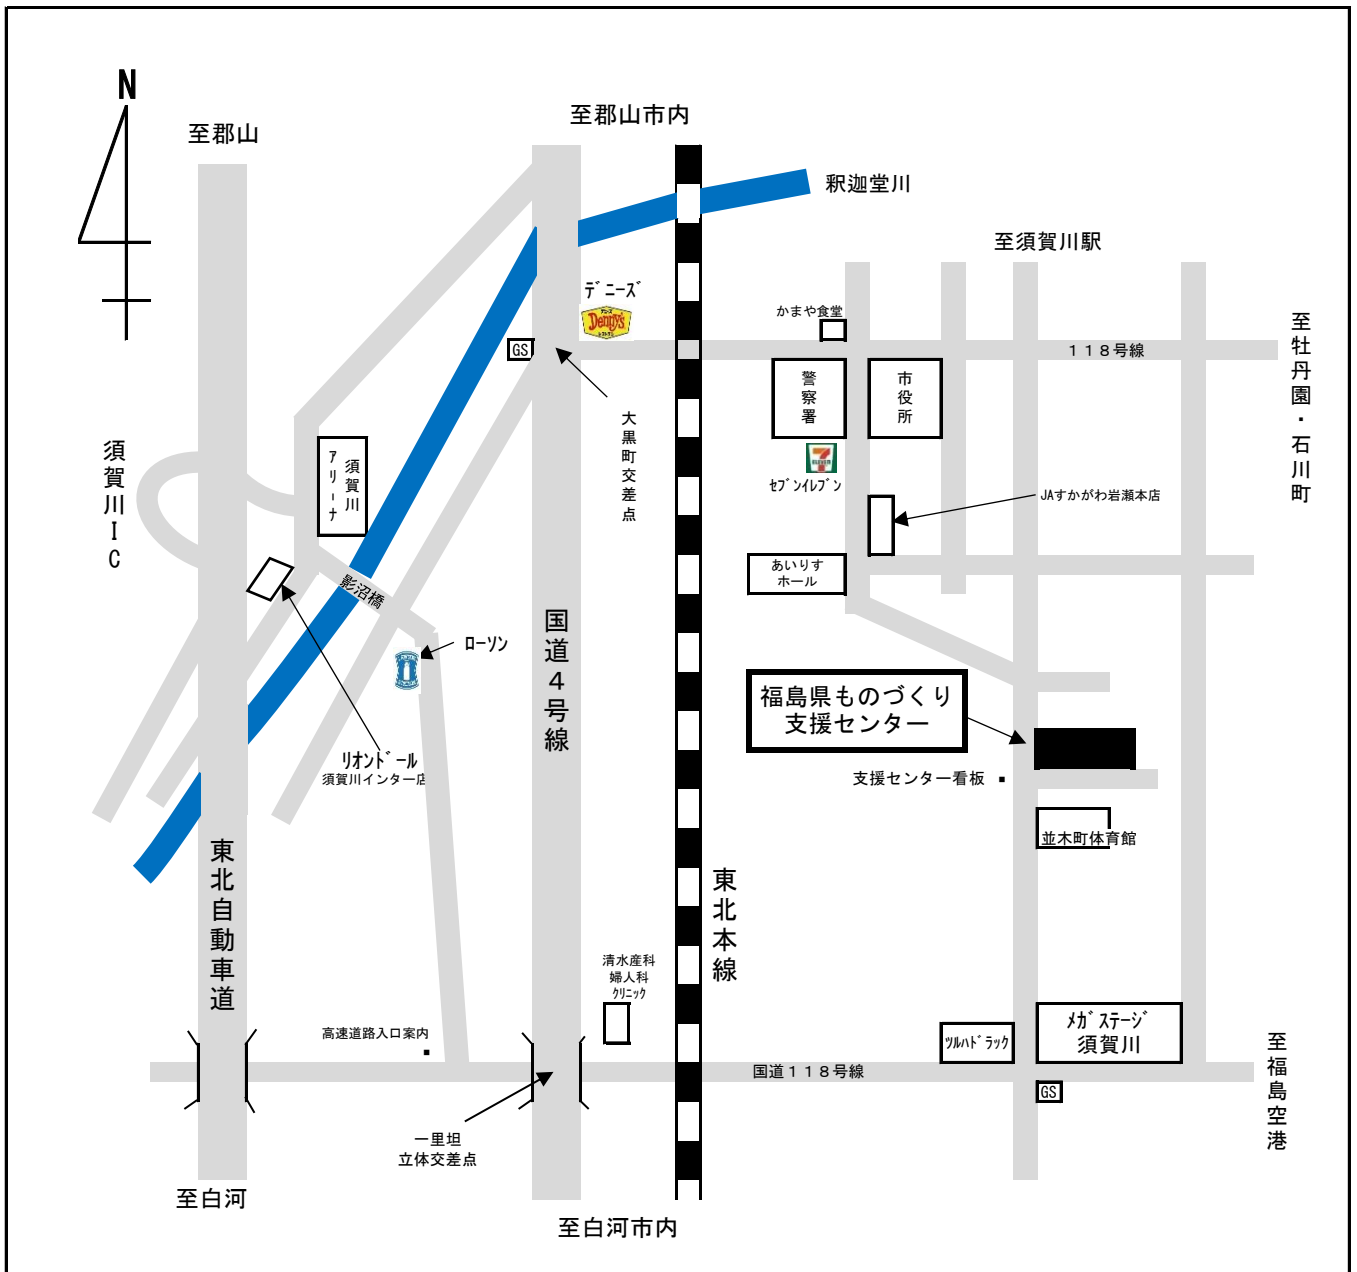 N
至郡山
至郡山市内
釈迦堂川
至須賀川駅
デニーズ
Denny's
かまや食堂
GS
118号線
至牡丹園・石川町
警察署
市役所
大黒町交差点
須賀川
アリーナ
須賀川IC
7
ELEVEN
セブンイレブン
JAすかがわ岩瀬本店
あいりす
ホール
影沼橋
ローソン
国道4号線
福島県ものづくり
支援センター
リオンドール
須賀川インター店
支援センター看板
並木町体育館
東北自動車道
東北本線
清水産科
婦人科
クリニック
高速道路入口案内
ツルハドラック
メガステージ
須賀川
国道118号線
GS
至福島空港
一里坦
立体交差点
至白河
至白河市内